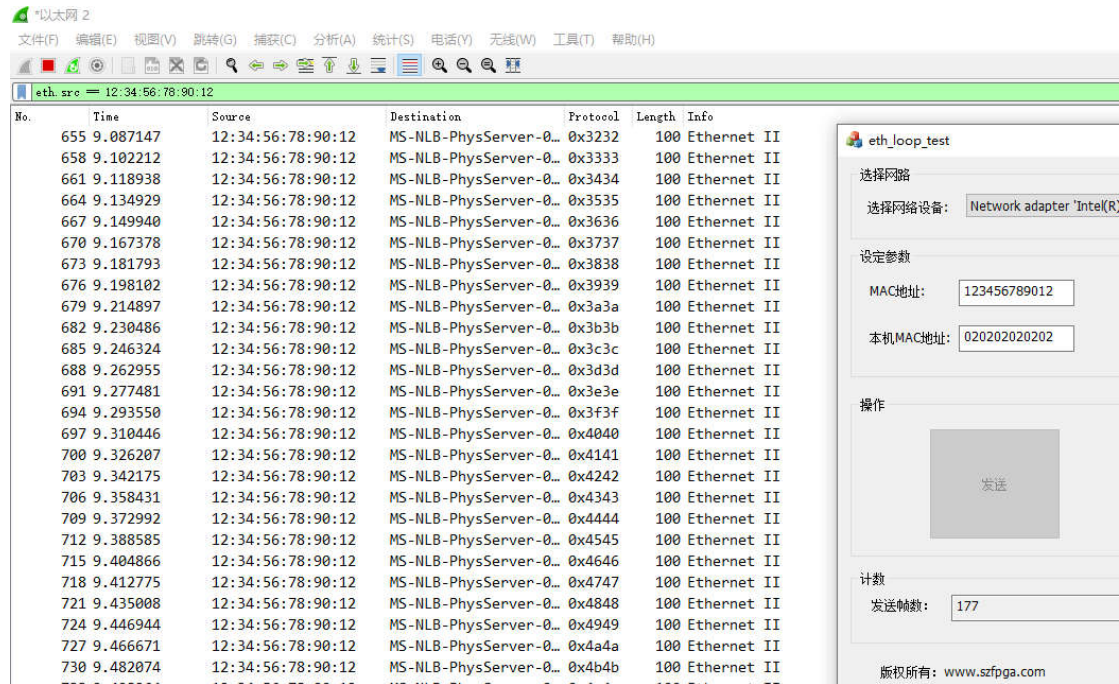 *以太网 2
文件(F) 编辑(E) 视图(V) 跳转(G) 捕获(C) 分析(A) 统计(S) 电话(Y) 无线(W) 工具(T) 帮助(H)
eth.src == 12:34:56:78:90:12
No. Time Source Destination Protocol Length Info
655 9.087147 12:34:56:78:90:12 MS-NLB-PhysServer-0… 0x3232 100 Ethernet II
658 9.102212 12:34:56:78:90:12 MS-NLB-PhysServer-0… 0x3333 100 Ethernet II
661 9.118938 12:34:56:78:90:12 MS-NLB-PhysServer-0… 0x3434 100 Ethernet II
664 9.134929 12:34:56:78:90:12 MS-NLB-PhysServer-0… 0x3535 100 Ethernet II
667 9.149940 12:34:56:78:90:12 MS-NLB-PhysServer-0… 0x3636 100 Ethernet II
670 9.167378 12:34:56:78:90:12 MS-NLB-PhysServer-0… 0x3737 100 Ethernet II
673 9.181793 12:34:56:78:90:12 MS-NLB-PhysServer-0… 0x3838 100 Ethernet II
676 9.198102 12:34:56:78:90:12 MS-NLB-PhysServer-0… 0x3939 100 Ethernet II
679 9.214897 12:34:56:78:90:12 MS-NLB-PhysServer-0… 0x3a3a 100 Ethernet II
682 9.230486 12:34:56:78:90:12 MS-NLB-PhysServer-0… 0x3b3b 100 Ethernet II
685 9.246324 12:34:56:78:90:12 MS-NLB-PhysServer-0… 0x3c3c 100 Ethernet II
688 9.262955 12:34:56:78:90:12 MS-NLB-PhysServer-0… 0x3d3d 100 Ethernet II
691 9.277481 12:34:56:78:90:12 MS-NLB-PhysServer-0… 0x3e3e 100 Ethernet II
694 9.293550 12:34:56:78:90:12 MS-NLB-PhysServer-0… 0x3f3f 100 Ethernet II
697 9.310446 12:34:56:78:90:12 MS-NLB-PhysServer-0… 0x4040 100 Ethernet II
700 9.326207 12:34:56:78:90:12 MS-NLB-PhysServer-0… 0x4141 100 Ethernet II
703 9.342175 12:34:56:78:90:12 MS-NLB-PhysServer-0… 0x4242 100 Ethernet II
706 9.358431 12:34:56:78:90:12 MS-NLB-PhysServer-0… 0x4343 100 Ethernet II
709 9.372992 12:34:56:78:90:12 MS-NLB-PhysServer-0… 0x4444 100 Ethernet II
712 9.388585 12:34:56:78:90:12 MS-NLB-PhysServer-0… 0x4545 100 Ethernet II
715 9.404866 12:34:56:78:90:12 MS-NLB-PhysServer-0… 0x4646 100 Ethernet II
718 9.412775 12:34:56:78:90:12 MS-NLB-PhysServer-0… 0x4747 100 Ethernet II
721 9.435008 12:34:56:78:90:12 MS-NLB-PhysServer-0… 0x4848 100 Ethernet II
724 9.446944 12:34:56:78:90:12 MS-NLB-PhysServer-0… 0x4949 100 Ethernet II
727 9.466671 12:34:56:78:90:12 MS-NLB-PhysServer-0… 0x4a4a 100 Ethernet II
730 9.482074 12:34:56:78:90:12 MS-NLB-PhysServer-0… 0x4b4b 100 Ethernet II
eth_loop_test
选择网路
选择网络设备: Network adapter 'Intel(R)
设定参数
MAC地址: 123456789012
本机MAC地址: 020202020202
操作
发送
计数
发送帧数: 177
版权所有: www.szfpga.com